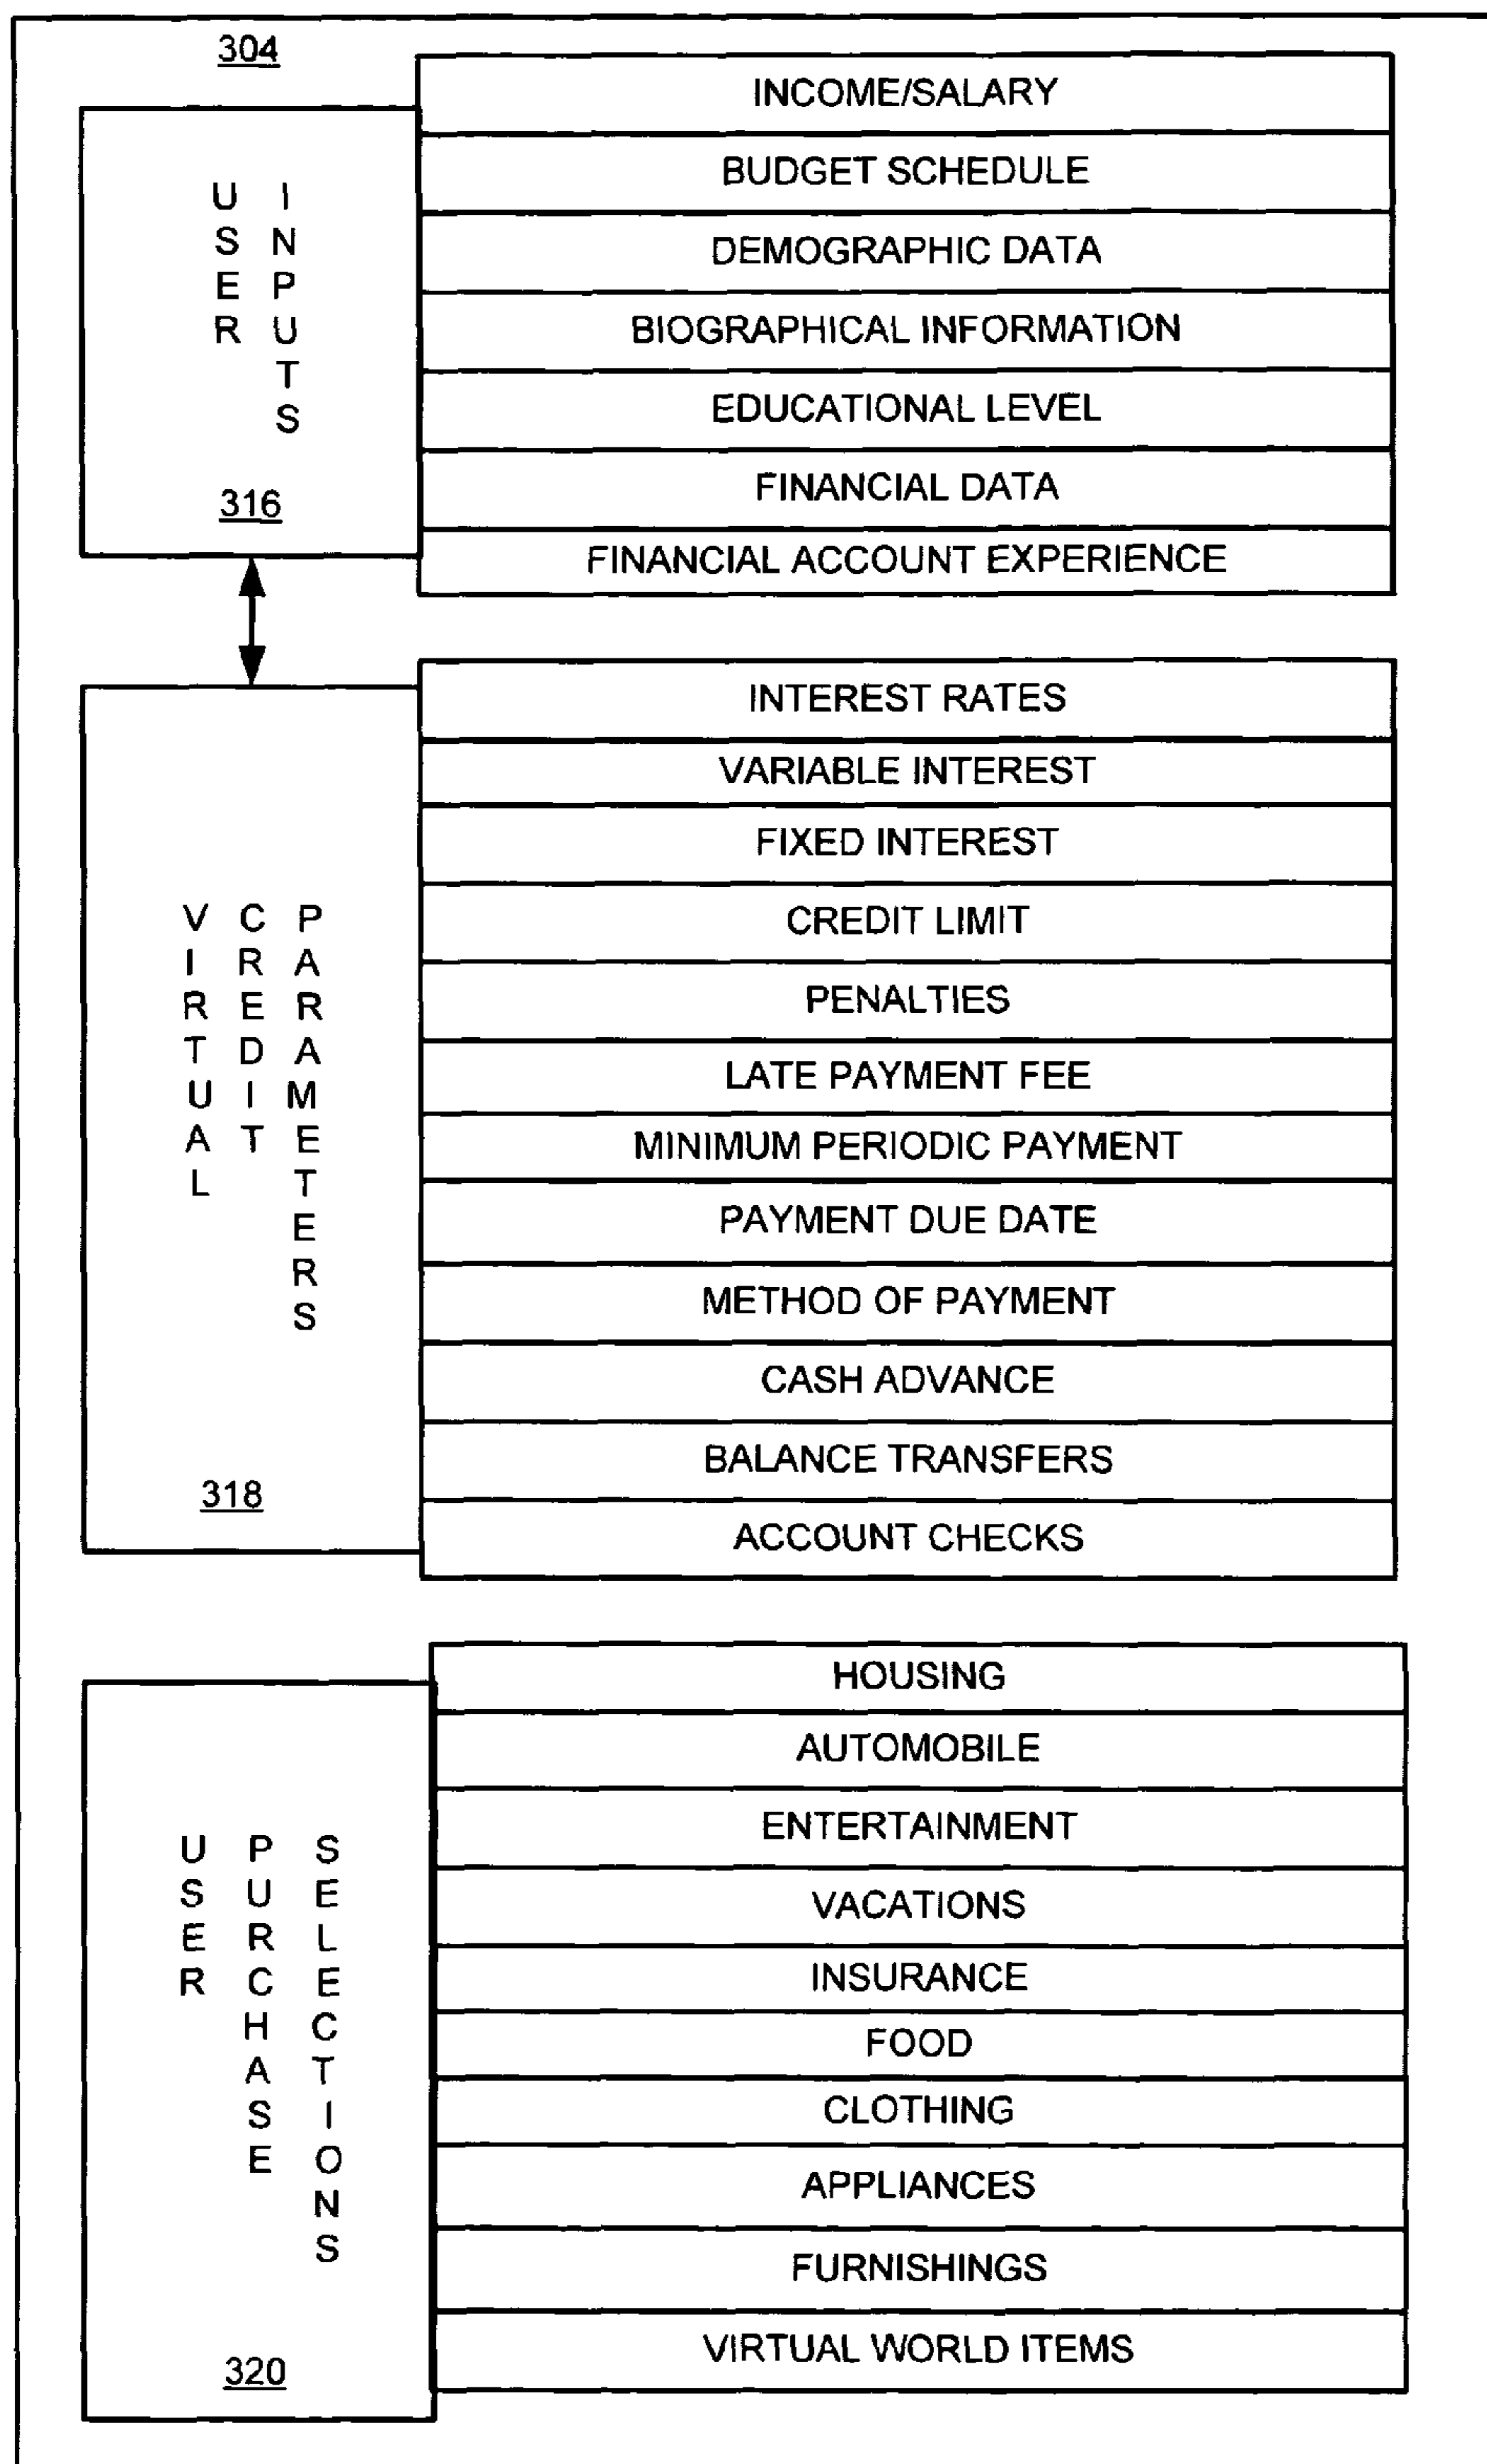 304
USER INPUTS
316
INCOME/SALARY
BUDGET SCHEDULE
DEMOGRAPHIC DATA
BIOGRAPHICAL INFORMATION
EDUCATIONAL LEVEL
FINANCIAL DATA
FINANCIAL ACCOUNT EXPERIENCE
VIRTUAL CREDIT PARAMETERS
318
INTEREST RATES
VARIABLE INTEREST
FIXED INTEREST
CREDIT LIMIT
PENALTIES
LATE PAYMENT FEE
MINIMUM PERIODIC PAYMENT
PAYMENT DUE DATE
METHOD OF PAYMENT
CASH ADVANCE
BALANCE TRANSFERS
ACCOUNT CHECKS
USER PURCHASE SELECTIONS
320
HOUSING
AUTOMOBILE
ENTERTAINMENT
VACATIONS
INSURANCE
FOOD
CLOTHING
APPLIANCES
FURNISHINGS
VIRTUAL WORLD ITEMS